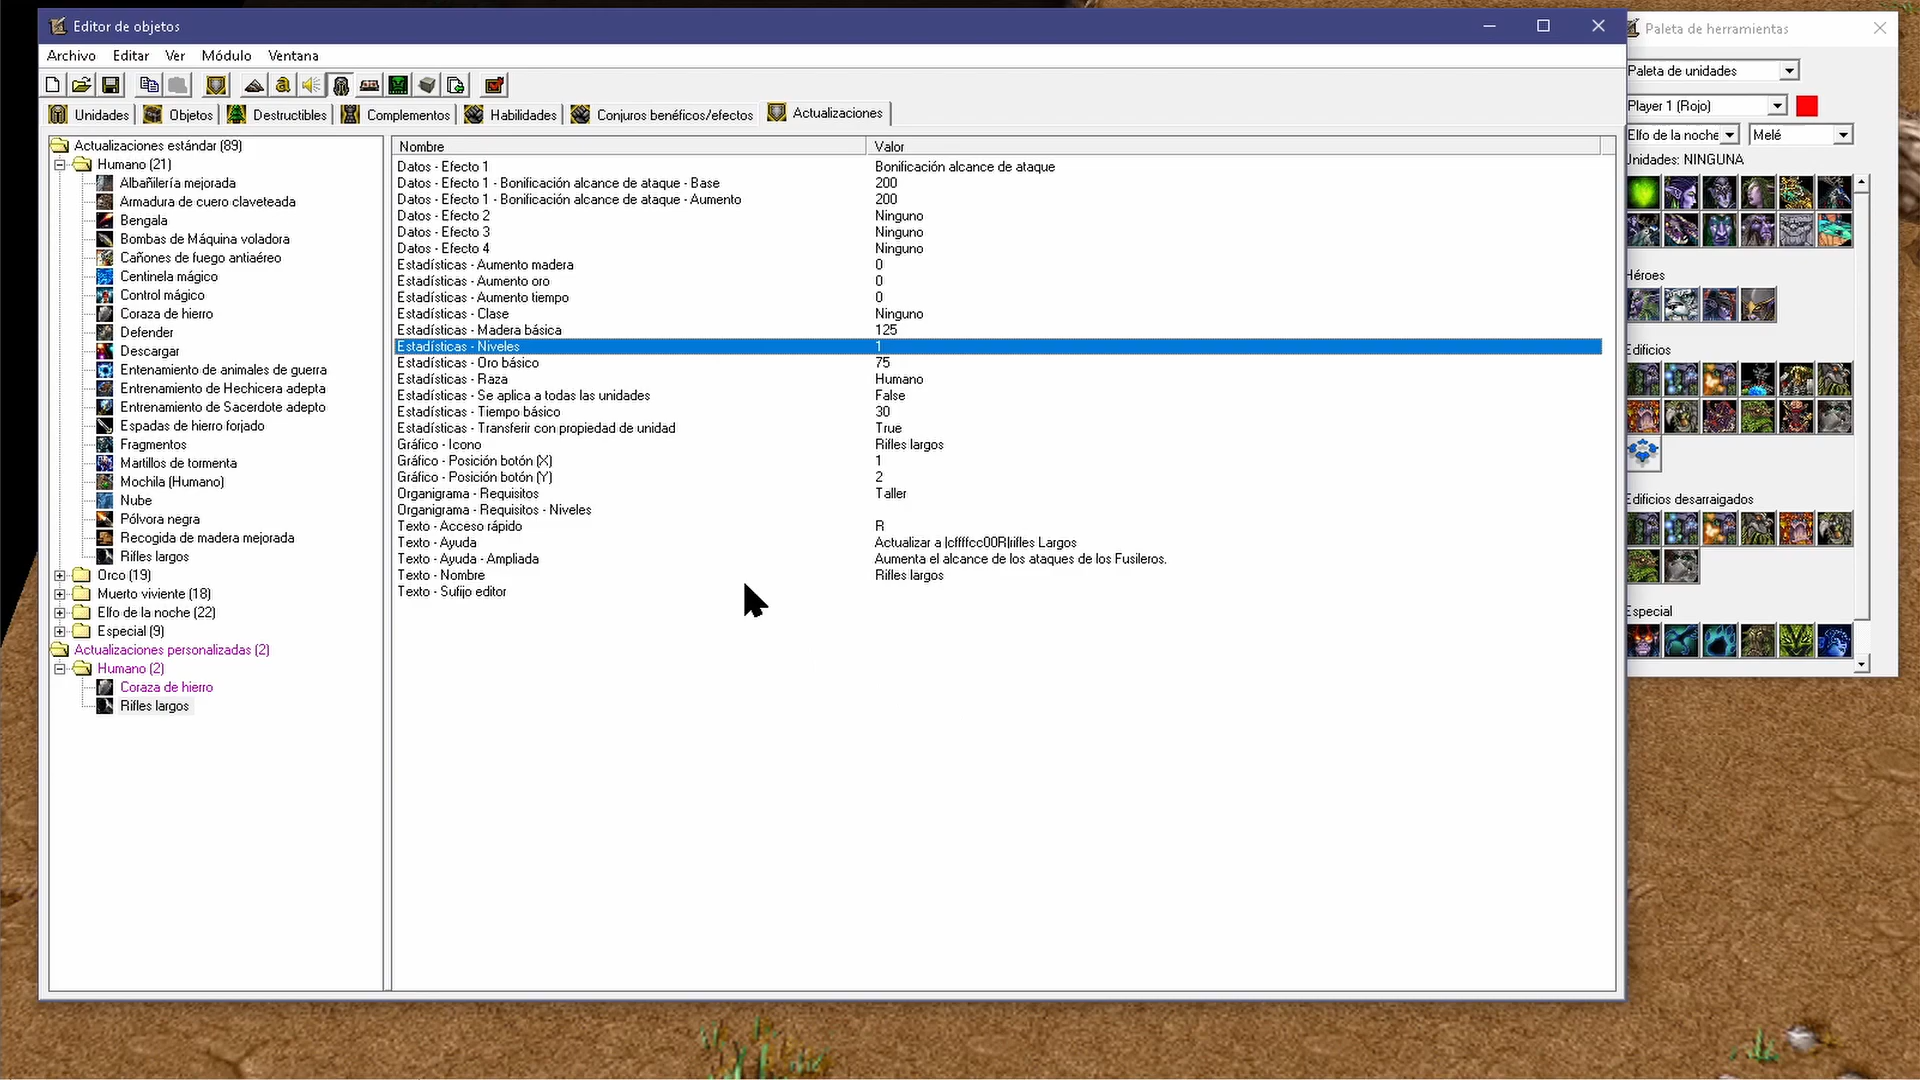 Editor de objetos
Archivo Editar Ver Módulo Ventana
Unidades Objetos Destructibles Complementos Habilidades Conjuros benéficos/efectos Actualizaciones
Actualizaciones estándar (89)
Humano (21)
Albañilería mejorada
Armadura de cuero claveteada
Bengala
Bombas de Máquina voladora
Cañones de fuego antiaéreo
Centinela mágico
Control mágico
Coraza de hierro
Defender
Descargar
Entenamiento de animales de guerra
Entrenamiento de Hechicera adepta
Entrenamiento de Sacerdote adepto
Espadas de hierro forjado
Fragmentos
Martillos de tormenta
Mochila (Humano)
Nube
Pólvora negra
Recogida de madera mejorada
Rifles largos
Orco (19)
Muerto viviente (18)
Elfo de la noche (22)
Especial (9)
Actualizaciones personalizadas (2)
Humano (2)
Coraza de hierro
Rifles largos
Nombre Valor
Datos - Efecto 1 Bonificación alcance de ataque
Datos - Efecto 1 - Bonificación alcance de ataque - Base 200
Datos - Efecto 1 - Bonificación alcance de ataque - Aumento 200
Datos - Efecto 2 Ninguno
Datos - Efecto 3 Ninguno
Datos - Efecto 4 Ninguno
Estadísticas - Aumento madera 0
Estadísticas - Aumento oro 0
Estadísticas - Aumento tiempo 0
Estadísticas - Clase Ninguno
Estadísticas - Madera básica 125
Estadísticas - Niveles 1
Estadísticas - Oro básico 75
Estadísticas - Raza Humano
Estadísticas - Se aplica a todas las unidades False
Estadísticas - Tiempo básico 30
Estadísticas - Transferir con propiedad de unidad True
Gráfico - Icono Rifles largos
Gráfico - Posición botón (X) 1
Gráfico - Posición botón (Y) 2
Organigrama - Requisitos Taller
Organigrama - Requisitos - Niveles
Texto - Acceso rápido R
Texto - Ayuda Actualizar a |cffffcc00R|rifles Largos
Texto - Ayuda - Ampliada Aumenta el alcance de los ataques de los Fusileros.
Texto - Nombre Rifles largos
Texto - Sufijo editor
Paleta de herramientas
Paleta de unidades
Player 1 (Rojo)
Elfo de la noche Melé
Unidades: NINGUNA
Héroes
Edificios
Edificios desarraigados
Especial